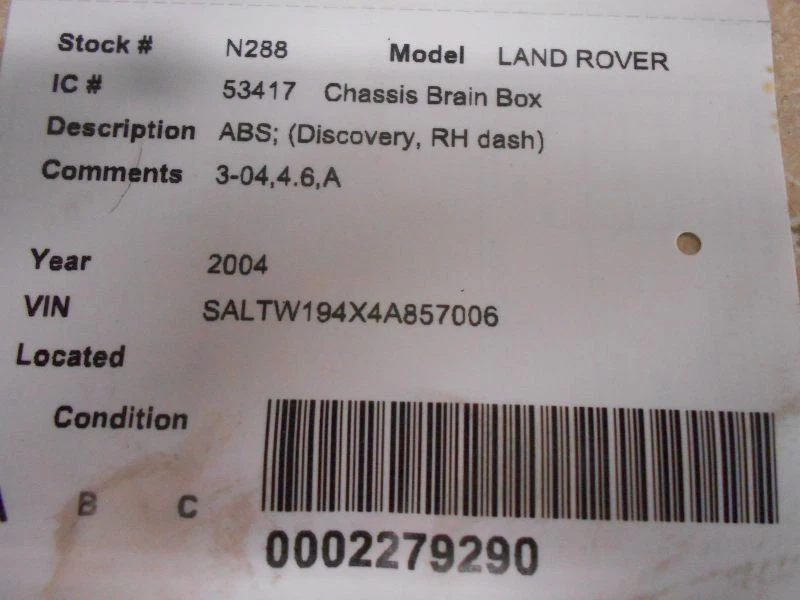 Stock # N288 Model LAND ROVER
IC # 53417 Chassis Brain Box
Description ABS; (Discovery, RH dash)
Comments 3-04,4.6,A
Year 2004
VIN SALTW194X4A857006
Located
Condition
B C
0002279290